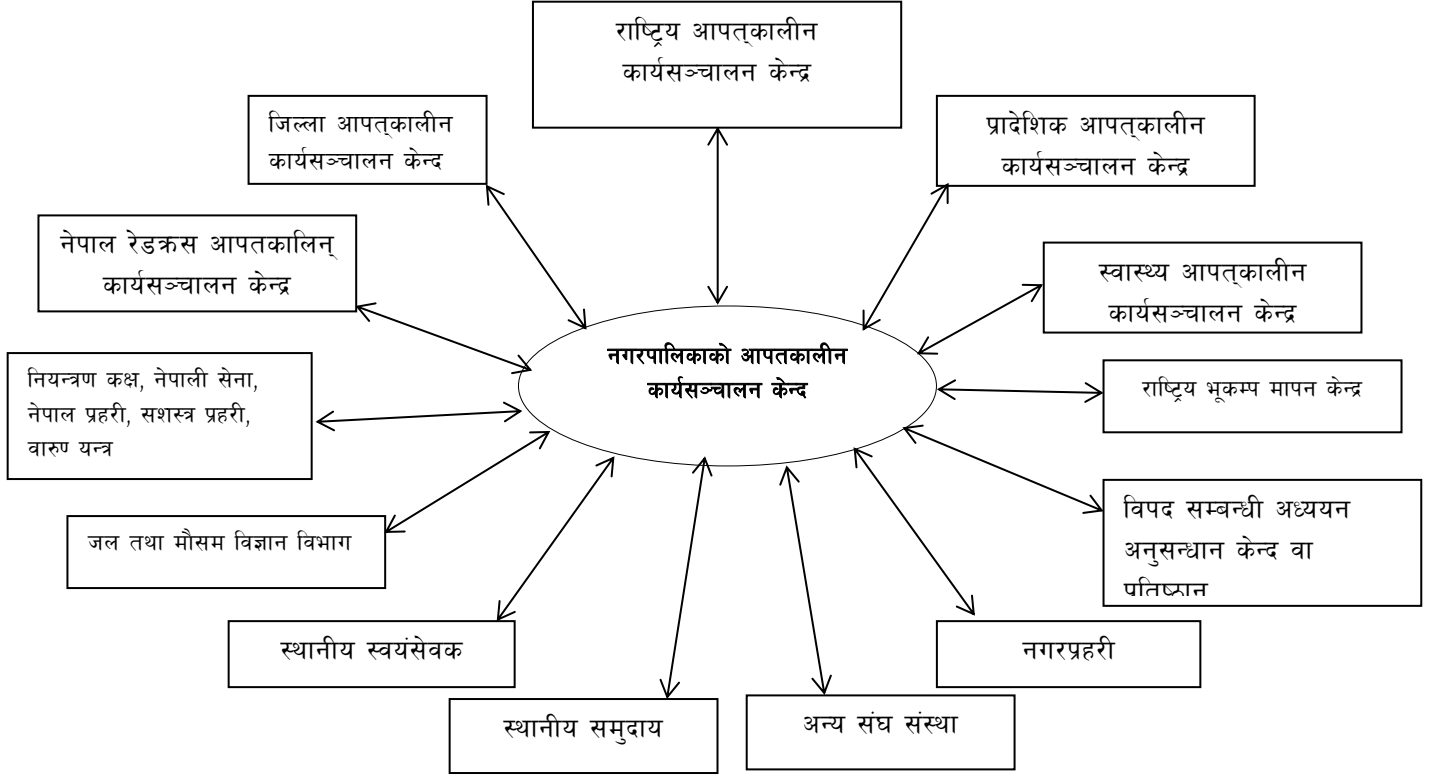 राष्ट्रिय आपत्कालीन
कार्यसञ्चालन केन्द्र
जिल्ला आपत्कालीन
कार्यसञ्चालन केन्द
प्रादेशिक आपत्कालीन
कार्यसञ्चालन केन्द्र
नेपाल रेडक्रस आपतकालिन्
कार्यसञ्चालन केन्द्र
स्वास्थ्य आपत्कालीन
कार्यसञ्चालन केन्द्र
नगरपालिकाको आपतकालीन
कार्यसञ्चालन केन्द
नियन्त्रण कक्ष, नेपाली सेना,
नेपाल प्रहरी, सशस्त्र प्रहरी,
वारुण यन्त्र
राष्ट्रिय भूकम्प मापन केन्द्र
जल तथा मौसम विज्ञान विभाग
विपद सम्बन्धी अध्ययन
अनुसन्धान केन्द वा
स्थानीय स्वयंसेवक
नगरप्रहरी
स्थानीय समुदाय
अन्य संघ संस्था